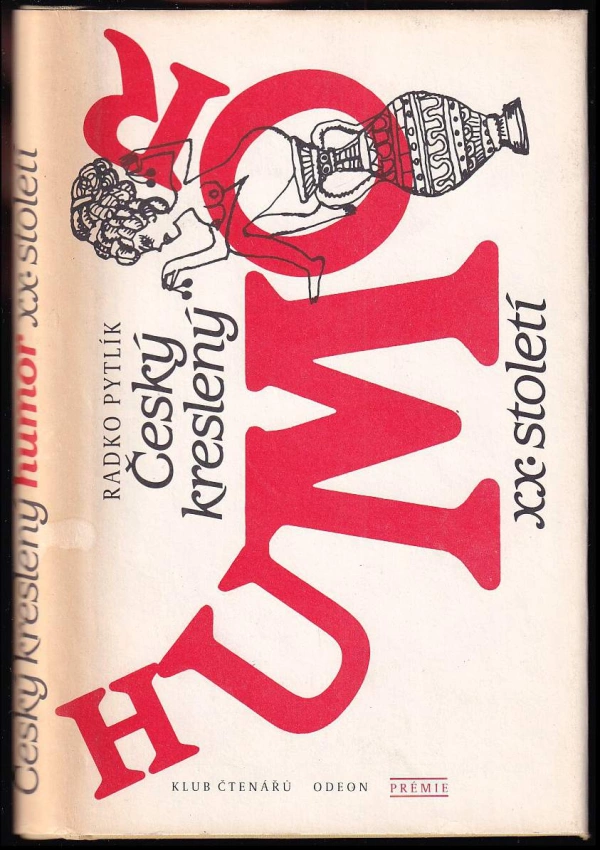 Český kreslený humor xx. století
RADKO PYTLÍK
Český
kreslený
HUMOR
xx. století
KLUB ČTENÁŘŮ ODEON PRÉMIE